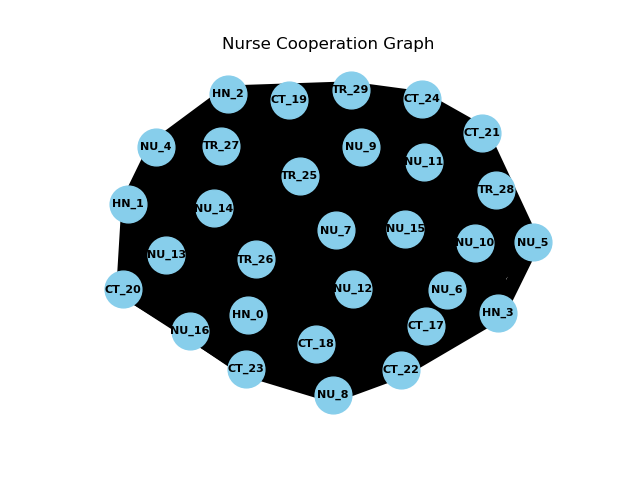 Nurse Cooperation Graph
HN_2
CT_19
TR_29
CT_24
CT_21
NU_4
TR_27
NU_9
NU_11
TR_25
TR_28
HN_1
NU_14
NU_7
NU_15
NU_10
NU_5
NU_13
TR_26
CT_20
NU_12
NU_6
HN_3
HN_0
CT_17
NU_16
CT_18
CT_23
CT_22
NU_8